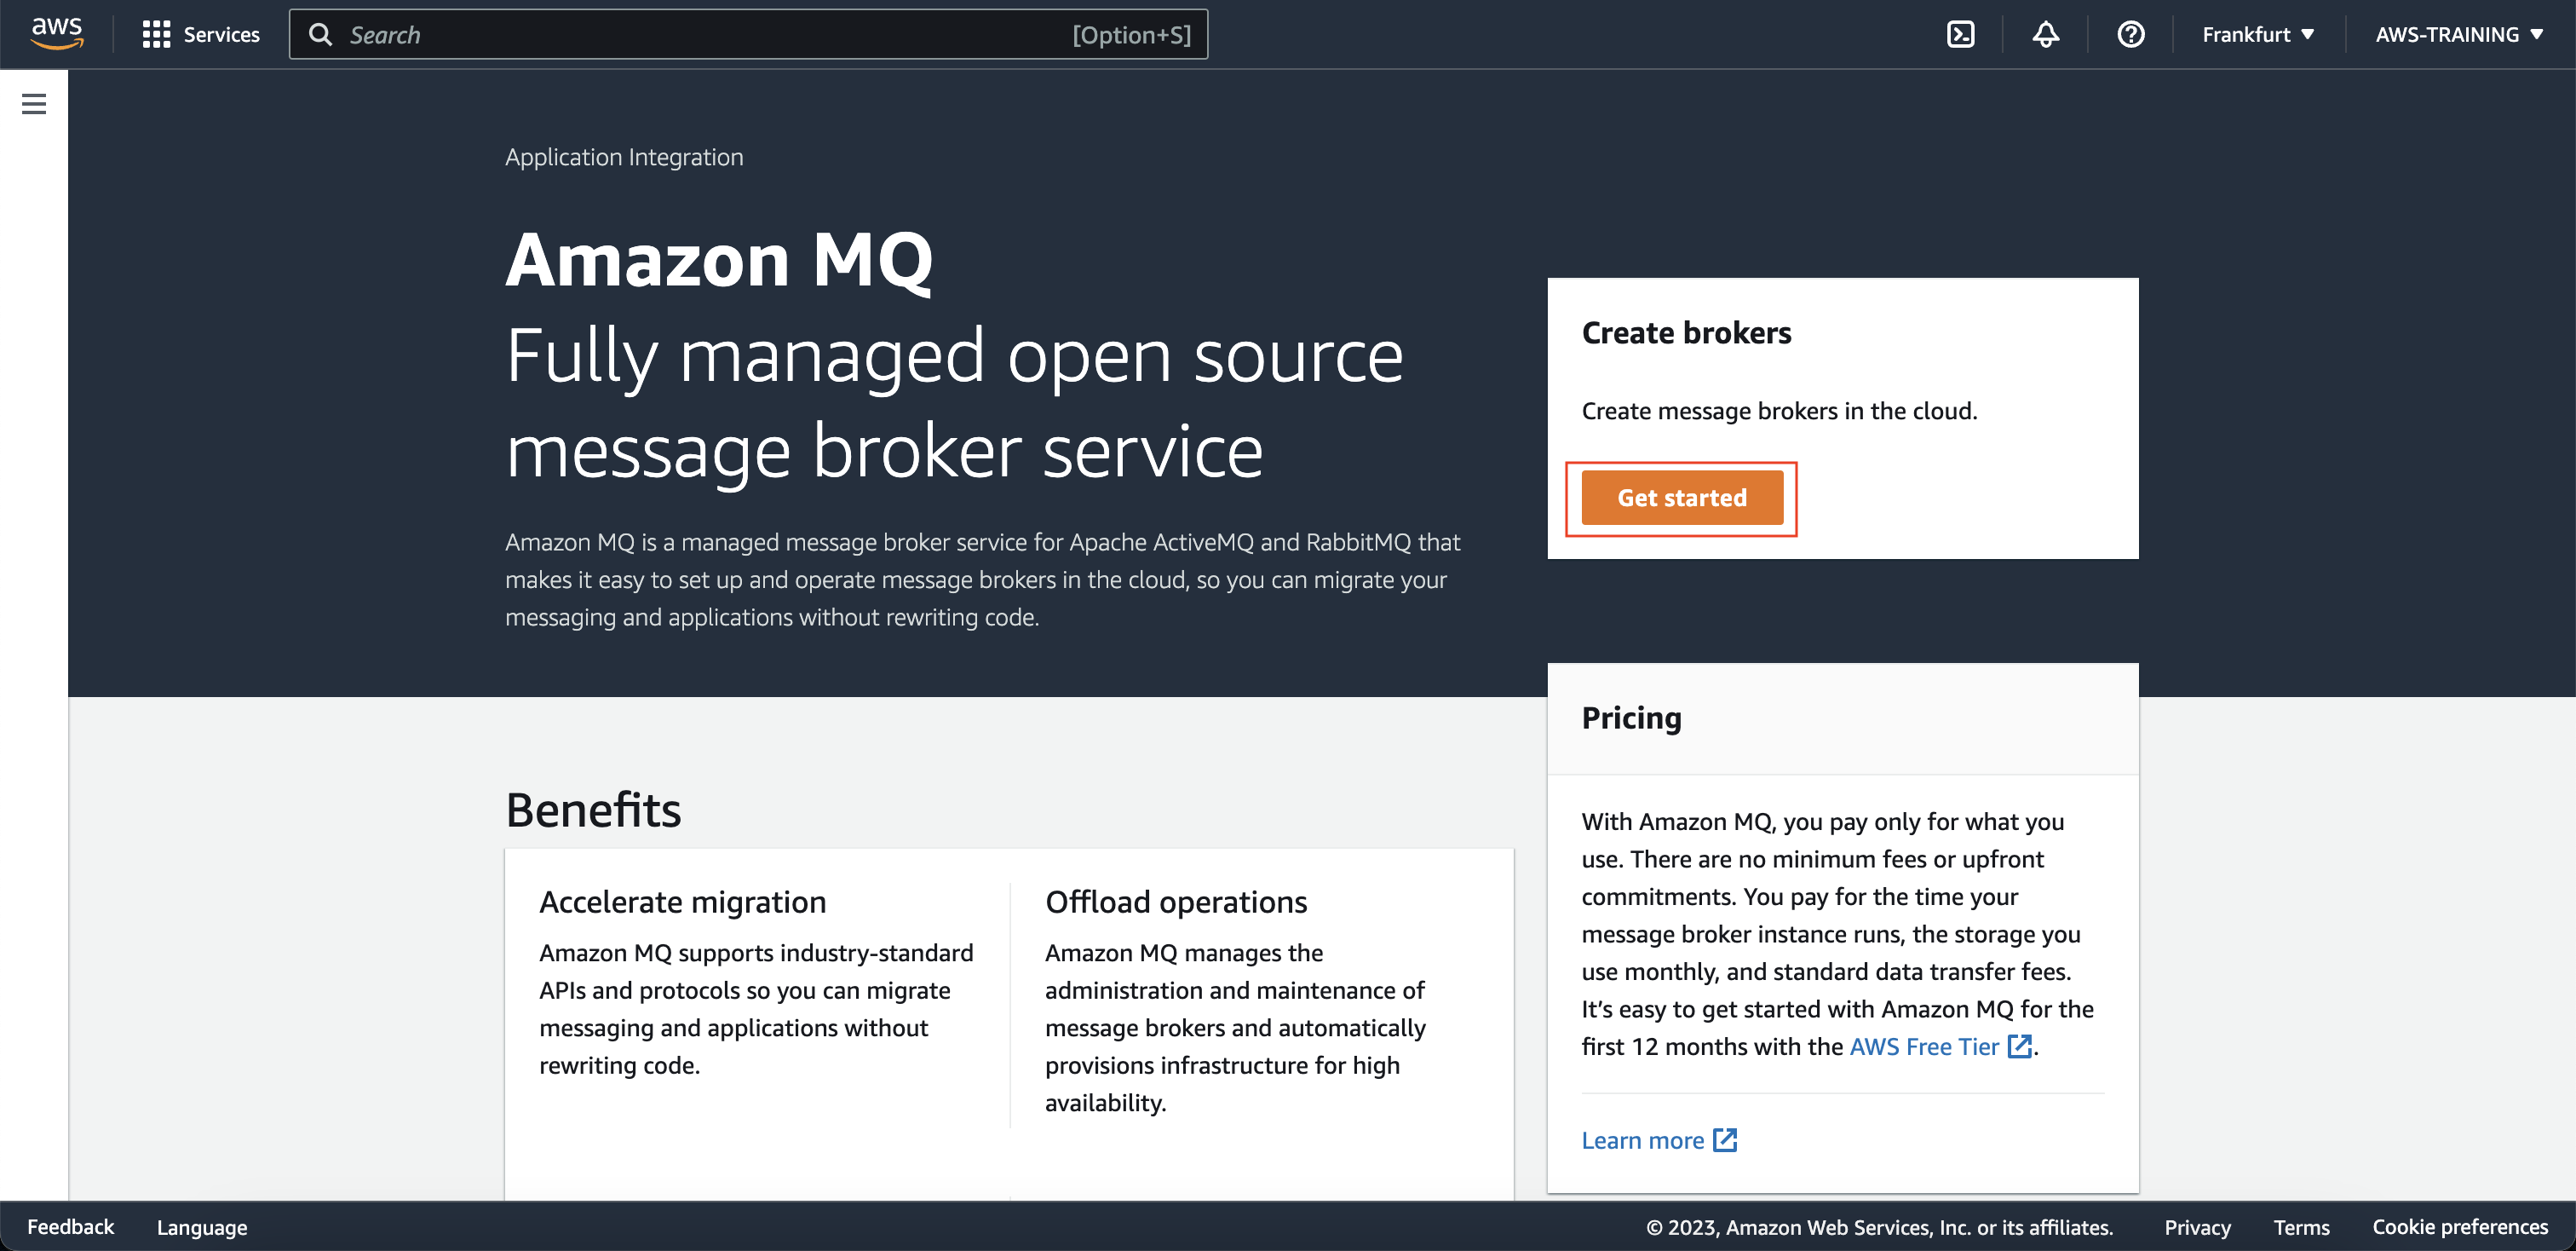 aws
Services
Search
[Option+S]
Frankfurt
AWS-TRAINING
Application Integration
Amazon MQ
Fully managed open source
message broker service
Amazon MQ is a managed message broker service for Apache ActiveMQ and RabbitMQ that
makes it easy to set up and operate message brokers in the cloud, so you can migrate your
messaging and applications without rewriting code.
Create brokers
Create message brokers in the cloud.
Get started
Pricing
With Amazon MQ, you pay only for what you
use. There are no minimum fees or upfront
commitments. You pay for the time your
message broker instance runs, the storage you
use monthly, and standard data transfer fees.
It's easy to get started with Amazon MQ for the
first 12 months with the AWS Free Tier.
Learn more
Benefits
Accelerate migration
Amazon MQ supports industry-standard
APIs and protocols so you can migrate
messaging and applications without
rewriting code.
Offload operations
Amazon MQ manages the
administration and maintenance of
message brokers and automatically
provisions infrastructure for high
availability.
Feedback
Language
© 2023, Amazon Web Services, Inc. or its affiliates.
Privacy
Terms
Cookie preferences